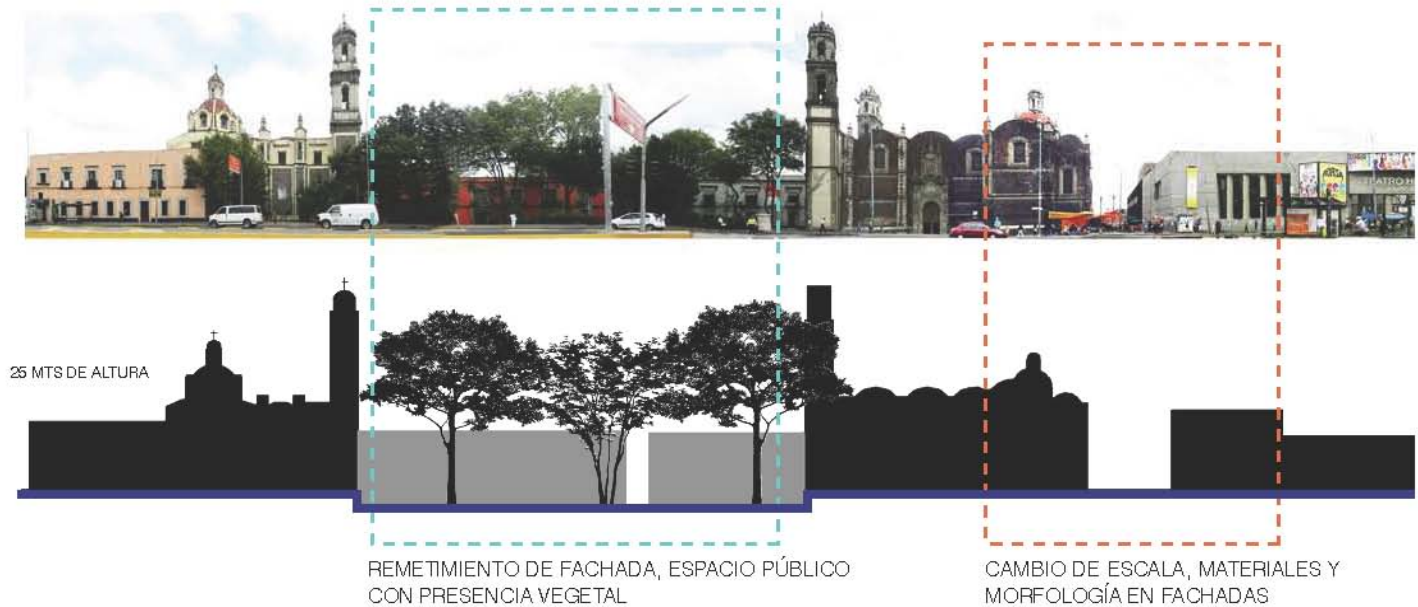 TEATRO H
25 MTS DE ALTURA
REMETIMIENTO DE FACHADA, ESPACIO PÚBLICO
CON PRESENCIA VEGETAL
CAMBIO DE ESCALA, MATERIALES Y
MORFOLOGÍA EN FACHADAS